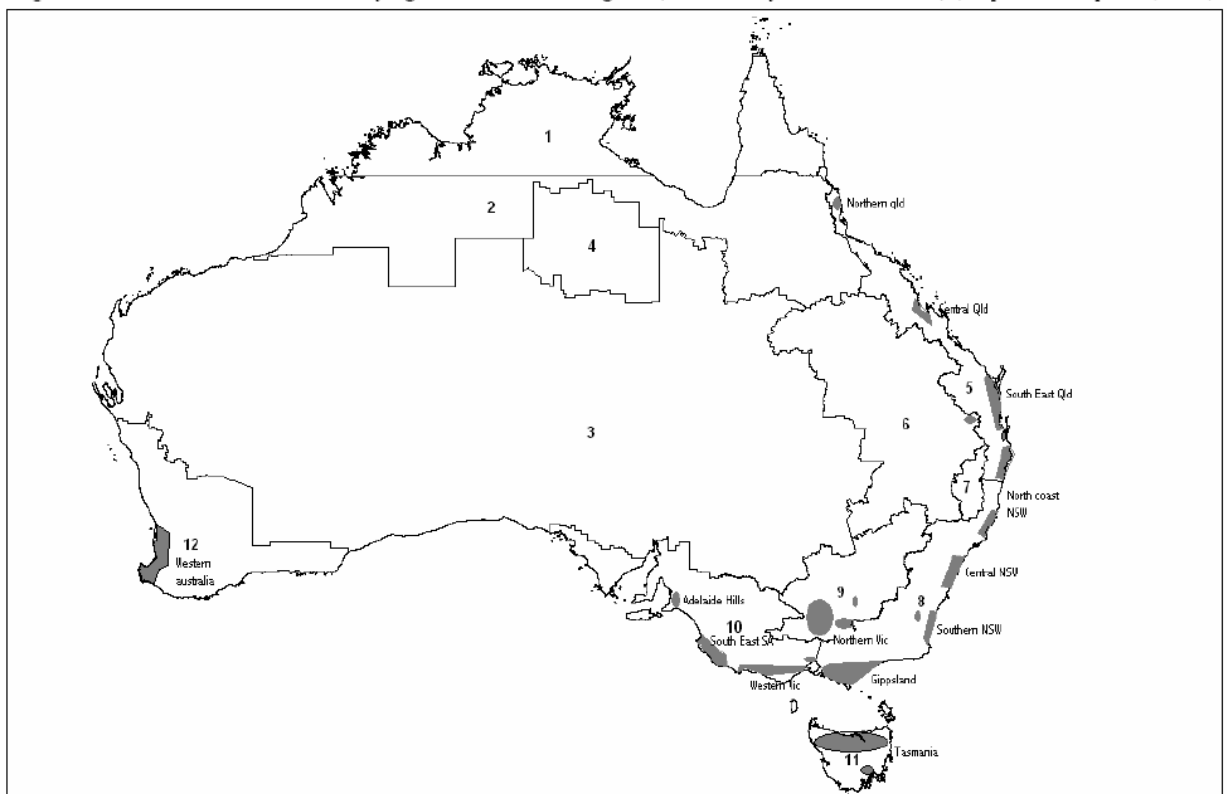 1
2
Northern qld
4
Central Qld
5
South East Qld
6
3
7
North coast
NSW
12
Western
australia
Central NSW
9
Adelaide Hills
8
10
Southern NSW
South East SA
Northern Vic
Western Vic
Gippsland
Tasmania
11